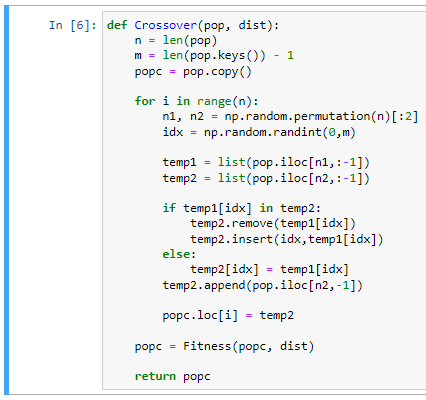 In [6]: def Crossover(pop, dist):
    n = len(pop)
    m = len(pop.keys()) - 1
    popc = pop.copy()

    for i in range(n):
        n1, n2 = np.random.permutation(n)[:2]
        idx = np.random.randint(0,m)

        temp1 = list(pop.iloc[n1,:-1])
        temp2 = list(pop.iloc[n2,:-1])

        if temp1[idx] in temp2:
            temp2.remove(temp1[idx])
            temp2.insert(idx,temp1[idx])
        else:
            temp2[idx] = temp1[idx]
        temp2.append(pop.iloc[n2,-1])

        popc.loc[i] = temp2

    popc = Fitness(popc, dist)

    return popc